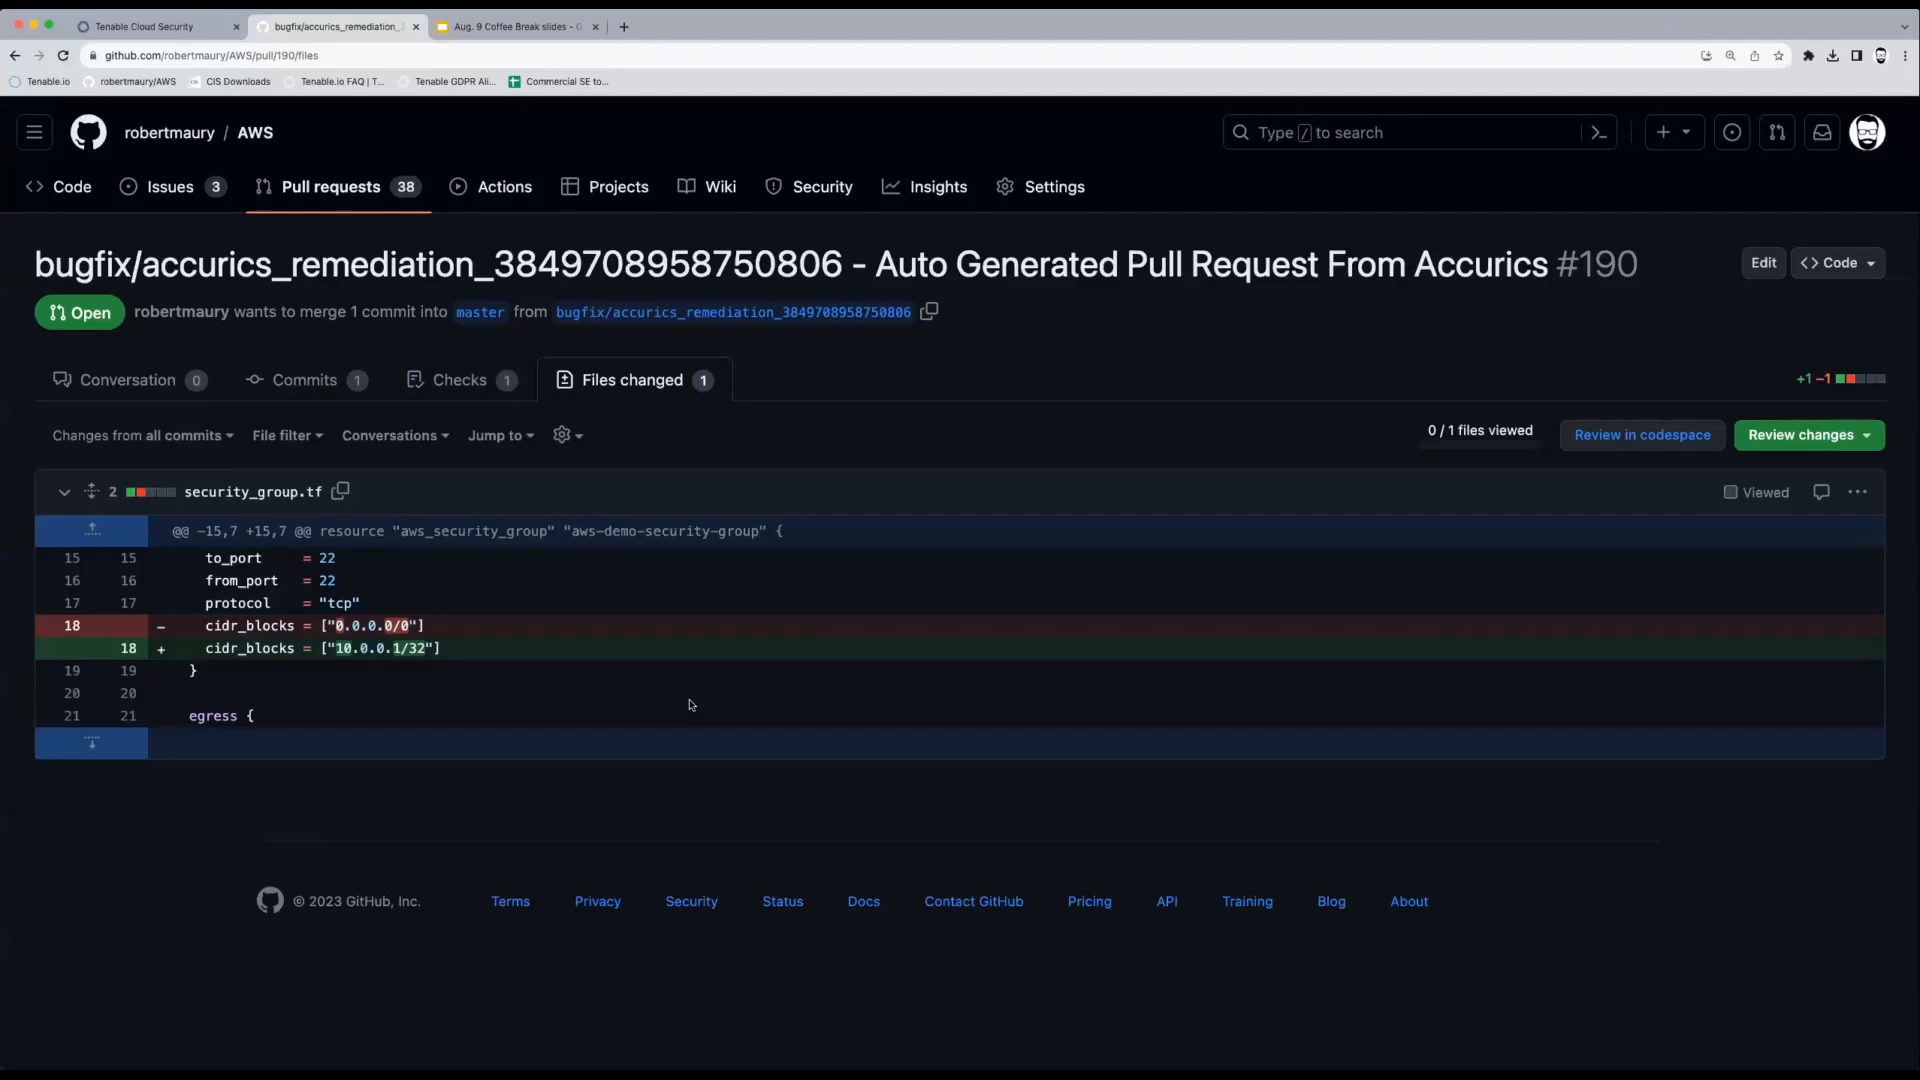 Tenable Cloud Security
bugfix/accurics_remediation_
Aug. 9 Coffee Break slides - G
github.com/robertmaury/AWS/pull/190/files
Tenable.io
robertmaury/AWS
CIS Downloads
Tenable.io FAQ | T...
Tenable GDPR Ali...
Commercial SE to...
robertmaury / AWS
Type / to search
Code
Issues 3
Pull requests 38
Actions
Projects
Wiki
Security
Insights
Settings
bugfix/accurics_remediation_3849708958750806 - Auto Generated Pull Request From Accurics #190
Edit
<> Code
Open
robertmaury wants to merge 1 commit into master from bugfix/accurics_remediation_3849708958750806
Conversation 0
Commits 1
Checks 1
Files changed 1
+1 −1
Changes from all commits
File filter
Conversations
Jump to
0 / 1 files viewed
Review in codespace
Review changes
2 security_group.tf
Viewed
@@ -15,7 +15,7 @@ resource "aws_security_group" "aws-demo-security-group" {
15 15 to_port = 22
16 16 from_port = 22
17 17 protocol = "tcp"
18 - cidr_blocks = ["0.0.0.0/0"]
18 + cidr_blocks = ["10.0.0.1/32"]
19 19 }
20 20
21 21 egress {
© 2023 GitHub, Inc.
Terms
Privacy
Security
Status
Docs
Contact GitHub
Pricing
API
Training
Blog
About